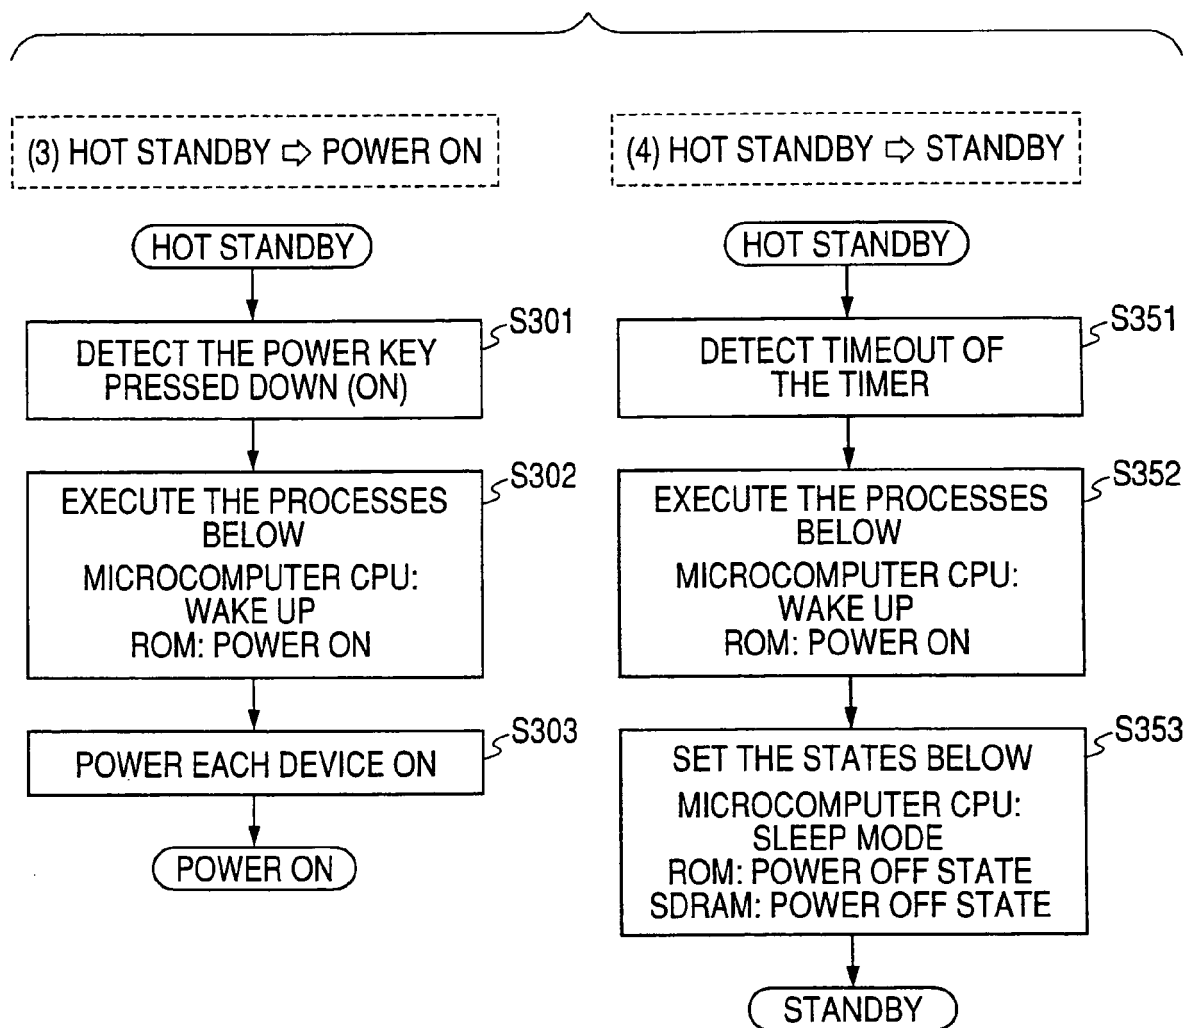 (3) HOT STANDBY ⇨ POWER ON
HOT STANDBY
S301
DETECT THE POWER KEY
PRESSED DOWN (ON)
S302
EXECUTE THE PROCESSES
BELOW
MICROCOMPUTER CPU:
WAKE UP
ROM: POWER ON
S303
POWER EACH DEVICE ON
POWER ON
(4) HOT STANDBY ⇨ STANDBY
HOT STANDBY
S351
DETECT TIMEOUT OF
THE TIMER
S352
EXECUTE THE PROCESSES
BELOW
MICROCOMPUTER CPU:
WAKE UP
ROM: POWER ON
S353
SET THE STATES BELOW
MICROCOMPUTER CPU:
SLEEP MODE
ROM: POWER OFF STATE
SDRAM: POWER OFF STATE
STANDBY